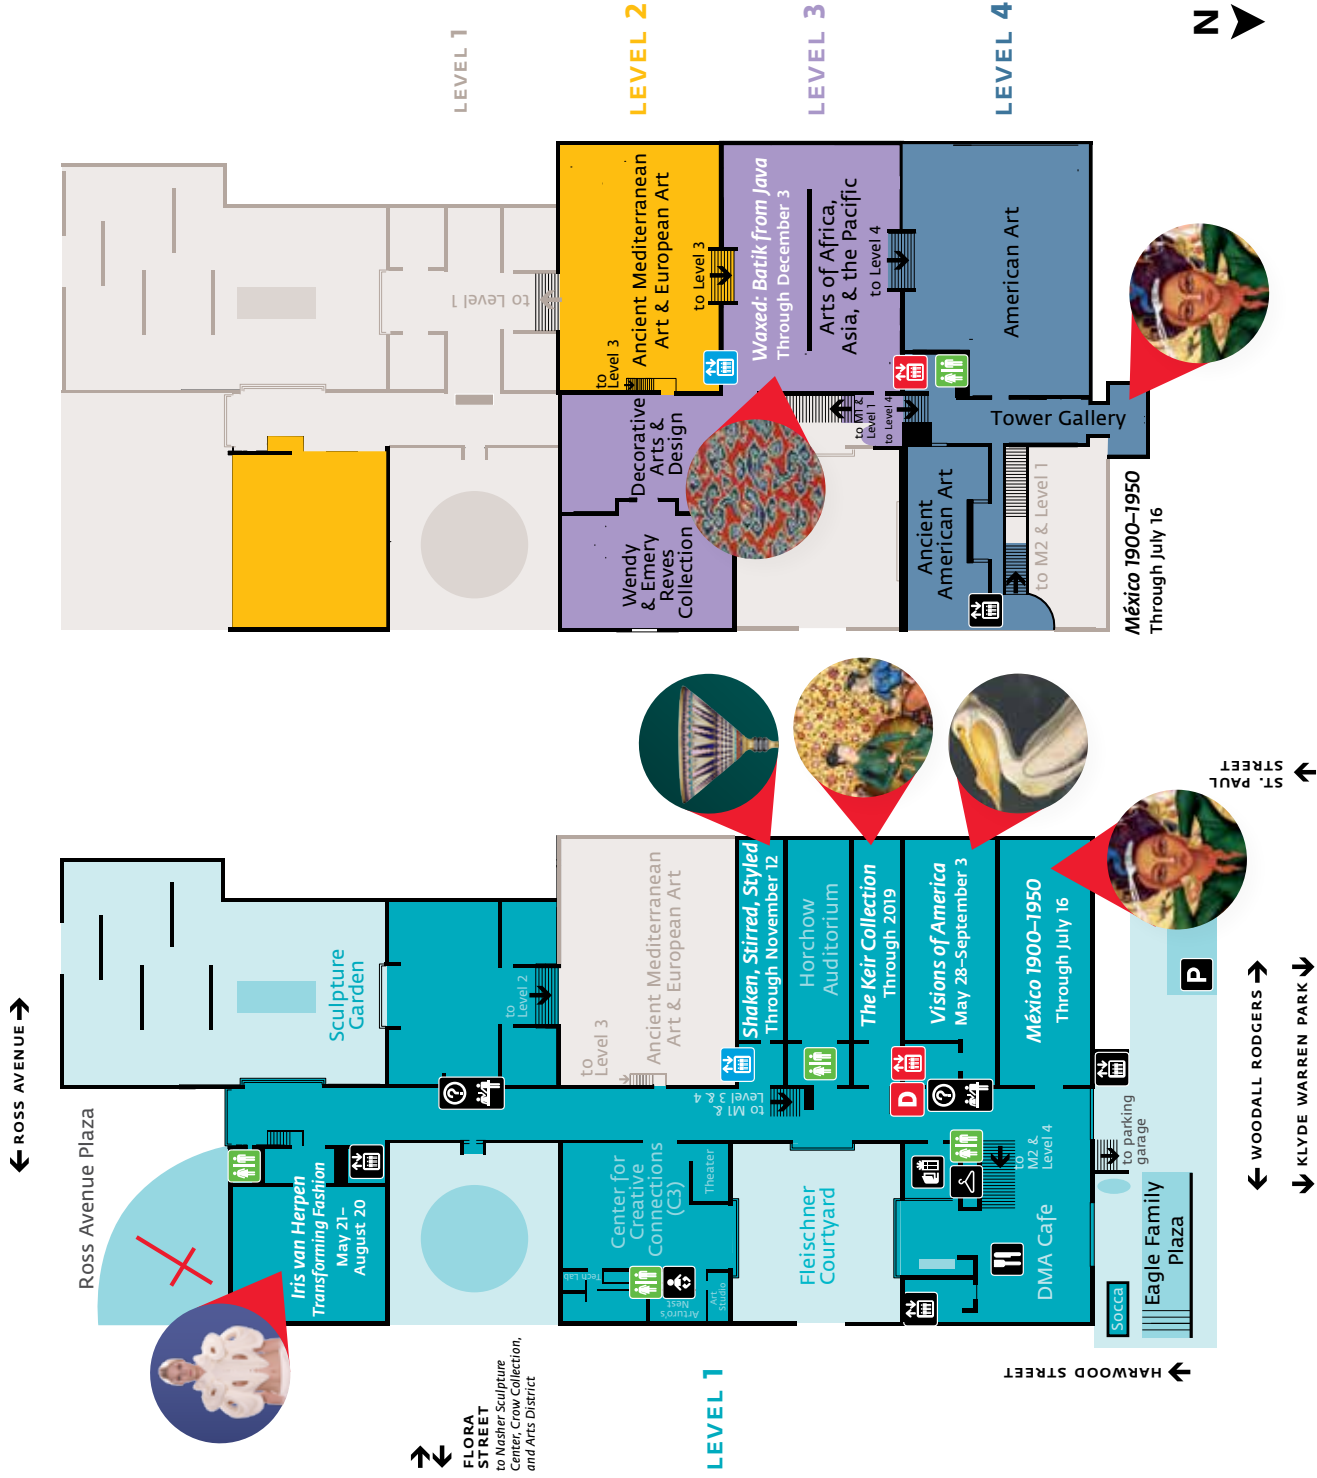 LEVEL 1
LEVEL 2
LEVEL 3
LEVEL 4
N
to Level 1
Ancient Mediterranean
Art & European Art
to Level 3
to
Level 3
Waxed: Batik from Java
Through December 3
Arts of Africa,
Asia, & the Pacific
to Level 4
American Art
Decorative
Arts &
Design
Wendy
& Emery
Reves
Collection
to M1 &
Level 1
to Level 4
Tower Gallery
Ancient
American Art
to M2 & Level 1
México 1900–1950
Through July 16
ROSS AVENUE
Ross Avenue Plaza
Sculpture
Garden
to
Level 2
to
Level 3
Ancient Mediterranean
Art & European Art
Shaken, Stirred, Styled
Through November 12
Horchow
Auditorium
The Keir Collection
Through 2019
Visions of America
May 28–September 3
México 1900–1950
Through July 16
ST. PAUL
STREET
P
WOODALL RODGERS
KLYDE WARREN PARK
to M1 &
Level 3 & 4
D
?
?
Iris van Herpen
Transforming Fashion
May 21–
August 20
Center for
Creative
Connections
(C3)
Theater
Tech Lab
Arturo's
Nest
Art
Studio
Fleischner
Courtyard
to
M2 &
Level 4
DMA Cafe
to parking
garage
Eagle Family
Plaza
Socca
HARWOOD STREET
FLORA
STREET
to Nasher Sculpture
Center, Crow Collection,
and Arts District
LEVEL 1